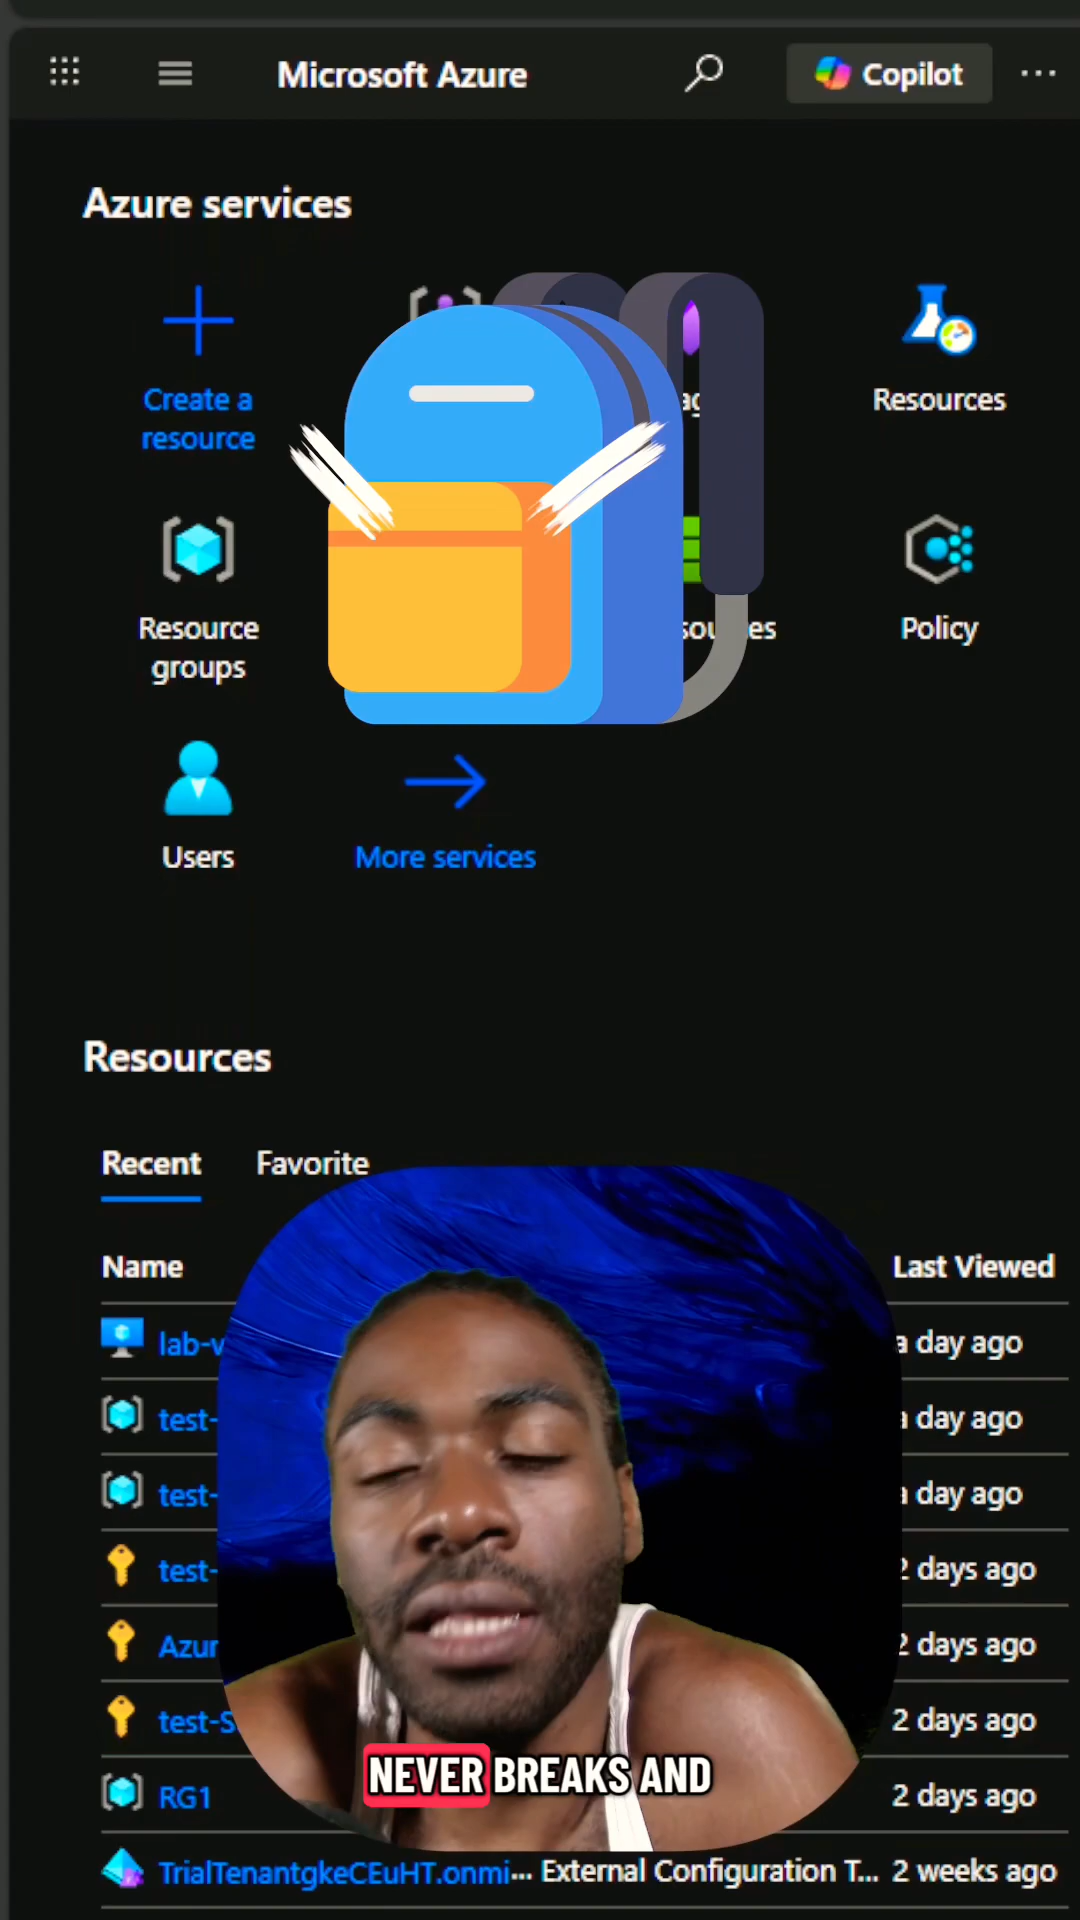 Microsoft Azure
Copilot
Azure services
Create a
resource
Resources
Resource
groups
Policy
Users
More services
Resources
Recent Favorite
Name
Last Viewed
a day ago
test-
a day ago
test-
a day ago
test-
2 days ago
2 days ago
2 days ago
RG1
2 days ago
NEVER BREAKS AND
TrialTenantgkeCEuHT.onmi... External Configuration T... 2 weeks ago